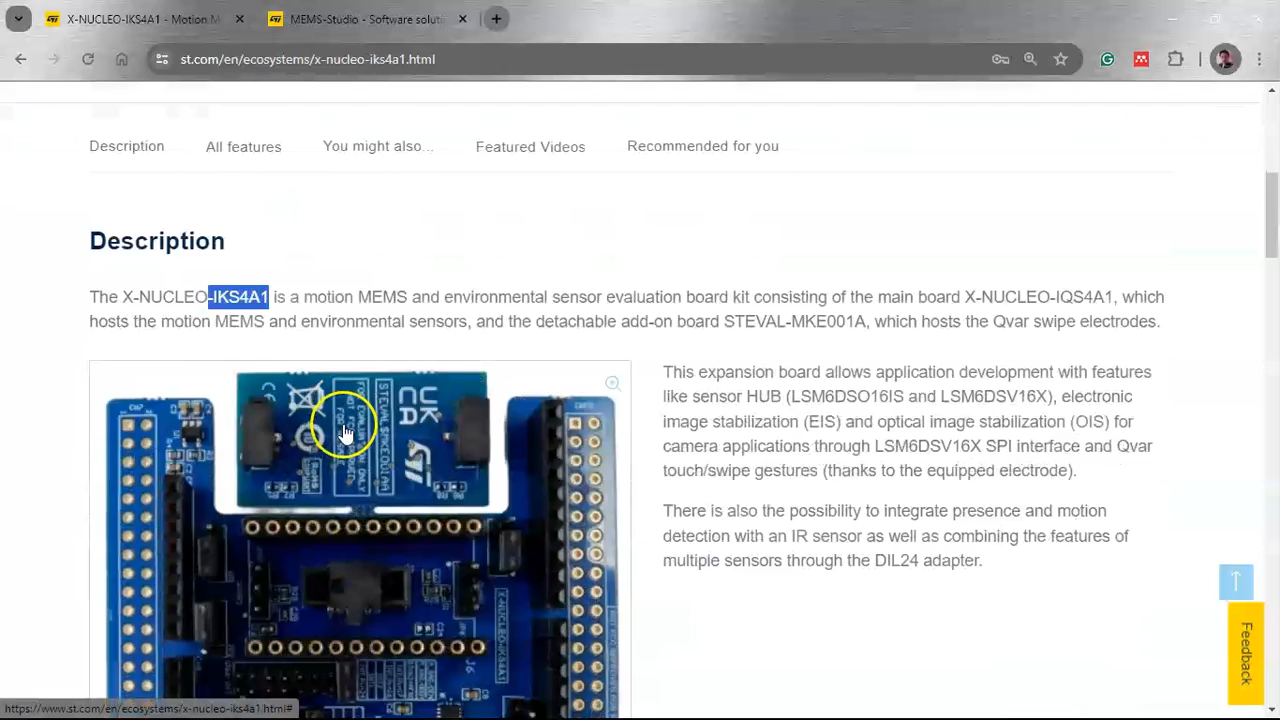 X-NUCLEO-IKS4A1 - Motion M
MEMS-Studio - Software soluti
st.com/en/ecosystems/x-nucleo-iks4a1.html
Description
All features
You might also...
Featured Videos
Recommended for you
Description
The X-NUCLEO-IKS4A1 is a motion MEMS and environmental sensor evaluation board kit consisting of the main board X-NUCLEO-IQS4A1, which
hosts the motion MEMS and environmental sensors, and the detachable add-on board STEVAL-MKE001A, which hosts the Qvar swipe electrodes.
This expansion board allows application development with features
like sensor HUB (LSM6DSO16IS and LSM6DSV16X), electronic
image stabilization (EIS) and optical image stabilization (OIS) for
camera applications through LSM6DSV16X SPI interface and Qvar
touch/swipe gestures (thanks to the equipped electrode).
There is also the possibility to integrate presence and motion
detection with an IR sensor as well as combining the features of
multiple sensors through the DIL24 adapter.
UK
CA
X-NUCLEO-IKS4A1
J6
Feedback
https://www.st.com/en/ecosystems/x-nucleo-iks4a1.html#